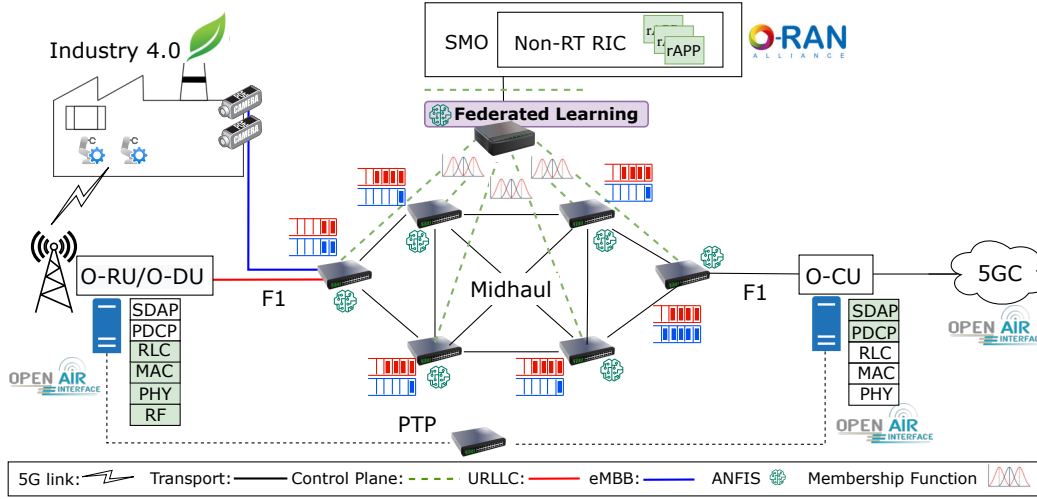 Industry 4.0
SMO
Non-RT RIC
rAPP
rAPP
rAPP
O-RAN
ALLIANCE
Federated Learning
CAMERA
CAMERA
O-RU/O-DU
F1
Midhaul
F1
O-CU
5GC
SDAP
PDCP
RLC
MAC
PHY
RF
SDAP
PDCP
RLC
MAC
PHY
OPEN AIR
INTERFACE
OPEN AIR
INTERFACE
OPEN AIR
INTERFACE
PTP
5G link: Transport: Control Plane: URLLC: eMBB: ANFIS Membership Function